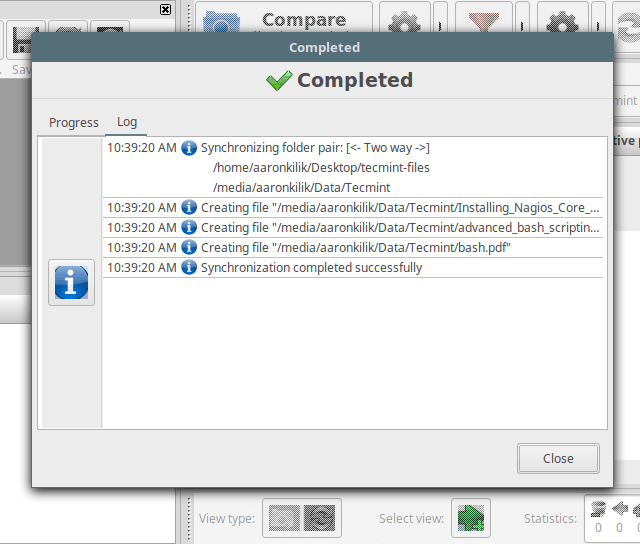 Compare
Completed
Completed
Progress
Log
10:39:20 AM Synchronizing folder pair: [<- Two way ->]
/home/aaronkilik/Desktop/tecmint-files
/media/aaronkilik/Data/Tecmint
10:39:20 AM Creating file "/media/aaronkilik/Data/Tecmint/Installing_Nagios_Core_...
10:39:20 AM Creating file "/media/aaronkilik/Data/Tecmint/advanced_bash_scriptin...
10:39:20 AM Creating file "/media/aaronkilik/Data/Tecmint/bash.pdf"
10:39:20 AM Synchronization completed successfully
Close
View type:
Select view:
Statistics:
0 0 0